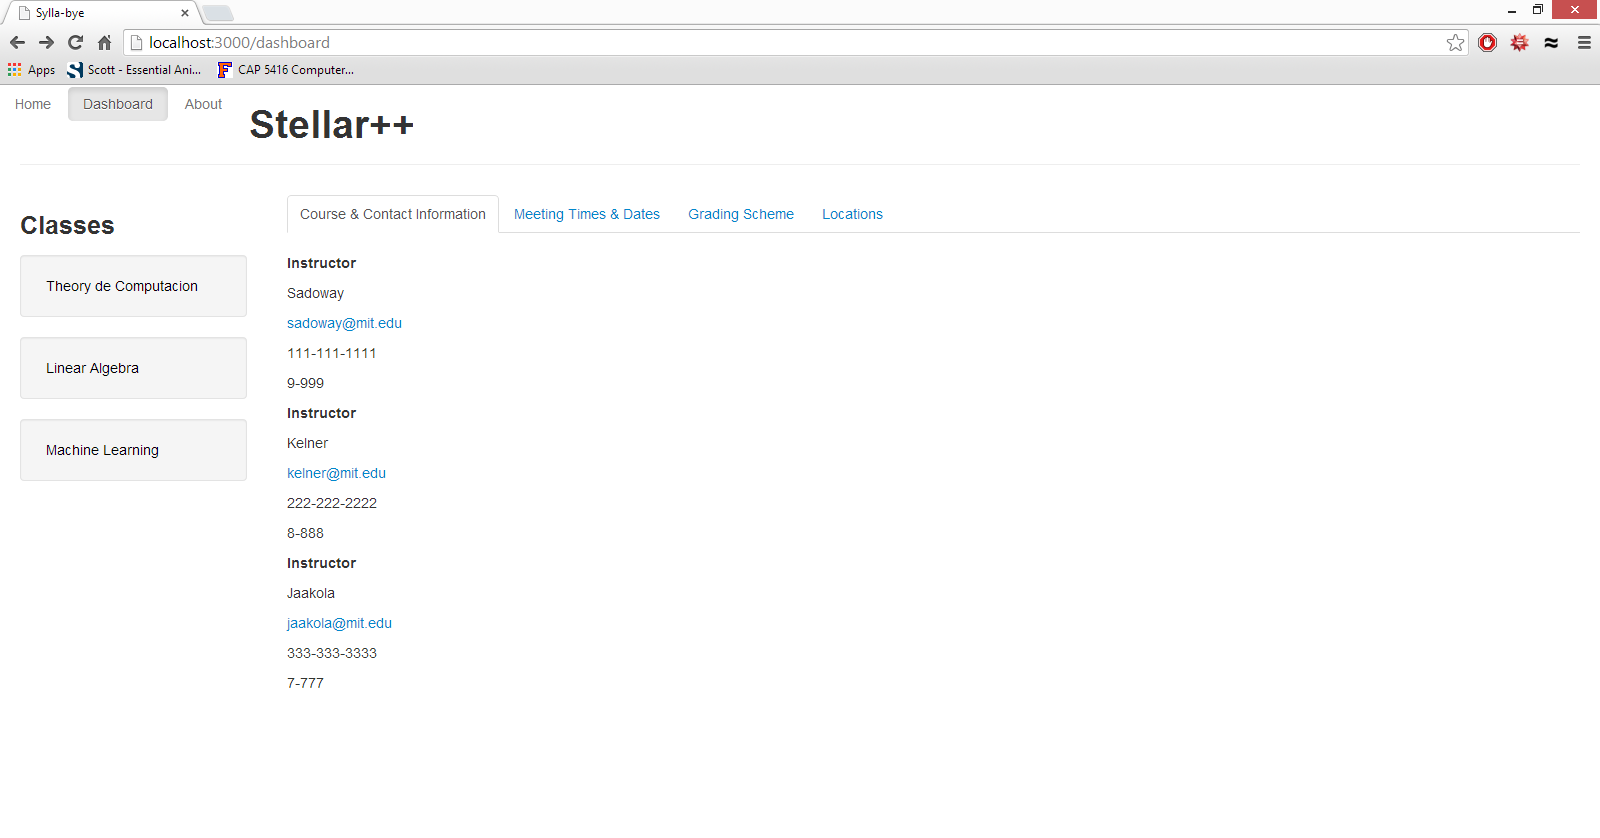 Sylla-bye
localhost:3000/dashboard
Apps Scott - Essential Ani... CAP 5416 Computer...
Home Dashboard About
Stellar++
Classes
Theory de Computacion
Linear Algebra
Machine Learning
Course & Contact Information Meeting Times & Dates Grading Scheme Locations
Instructor
Sadoway
sadoway@mit.edu
111-111-1111
9-999
Instructor
Kelner
kelner@mit.edu
222-222-2222
8-888
Instructor
Jaakola
jaakola@mit.edu
333-333-3333
7-777